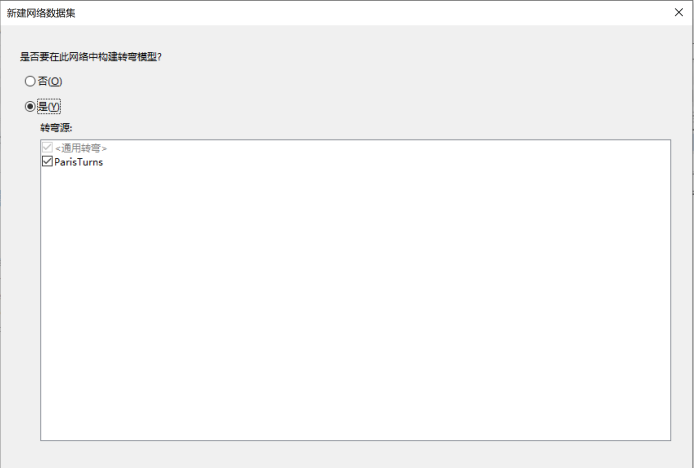 新建网络数据集
是否要在此网络中构建转弯模型?
否(O)
是(Y)
转弯源:
<通用转弯>
ParisTurns